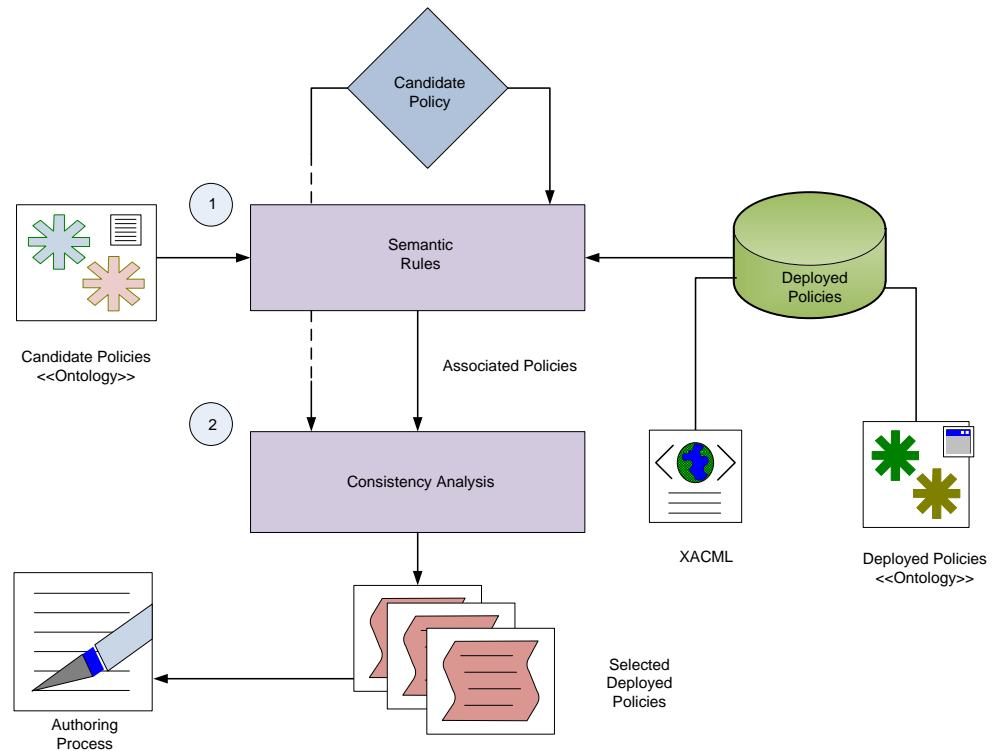 Candidate
Policy
1
Semantic
Rules
Deployed
Policies
Candidate Policies
<<Ontology>>
Associated Policies
2
Consistency Analysis
XACML
Deployed Policies
<<Ontology>>
Selected
Deployed
Policies
Authoring
Process